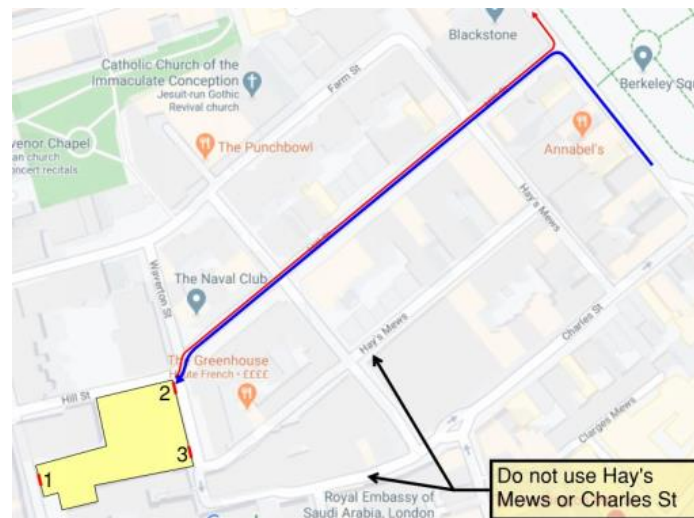 Blackstone
Catholic Church of the
Immaculate Conception
Jesuit-run Gothic
Revival church
Farm St
Berkeley Squ
venor Chapel
an church
oncert recitals
The Punchbowl
Annabel's
Hay's Mews
Waverton St
The Naval Club
Charles St
Hay's Mews
The Greenhouse
Haute French • ££££
Hill St
2
3
1
Clarges Mews
Do not use Hay's
Mews or Charles St
Royal Embassy of
Saudi Arabia, London